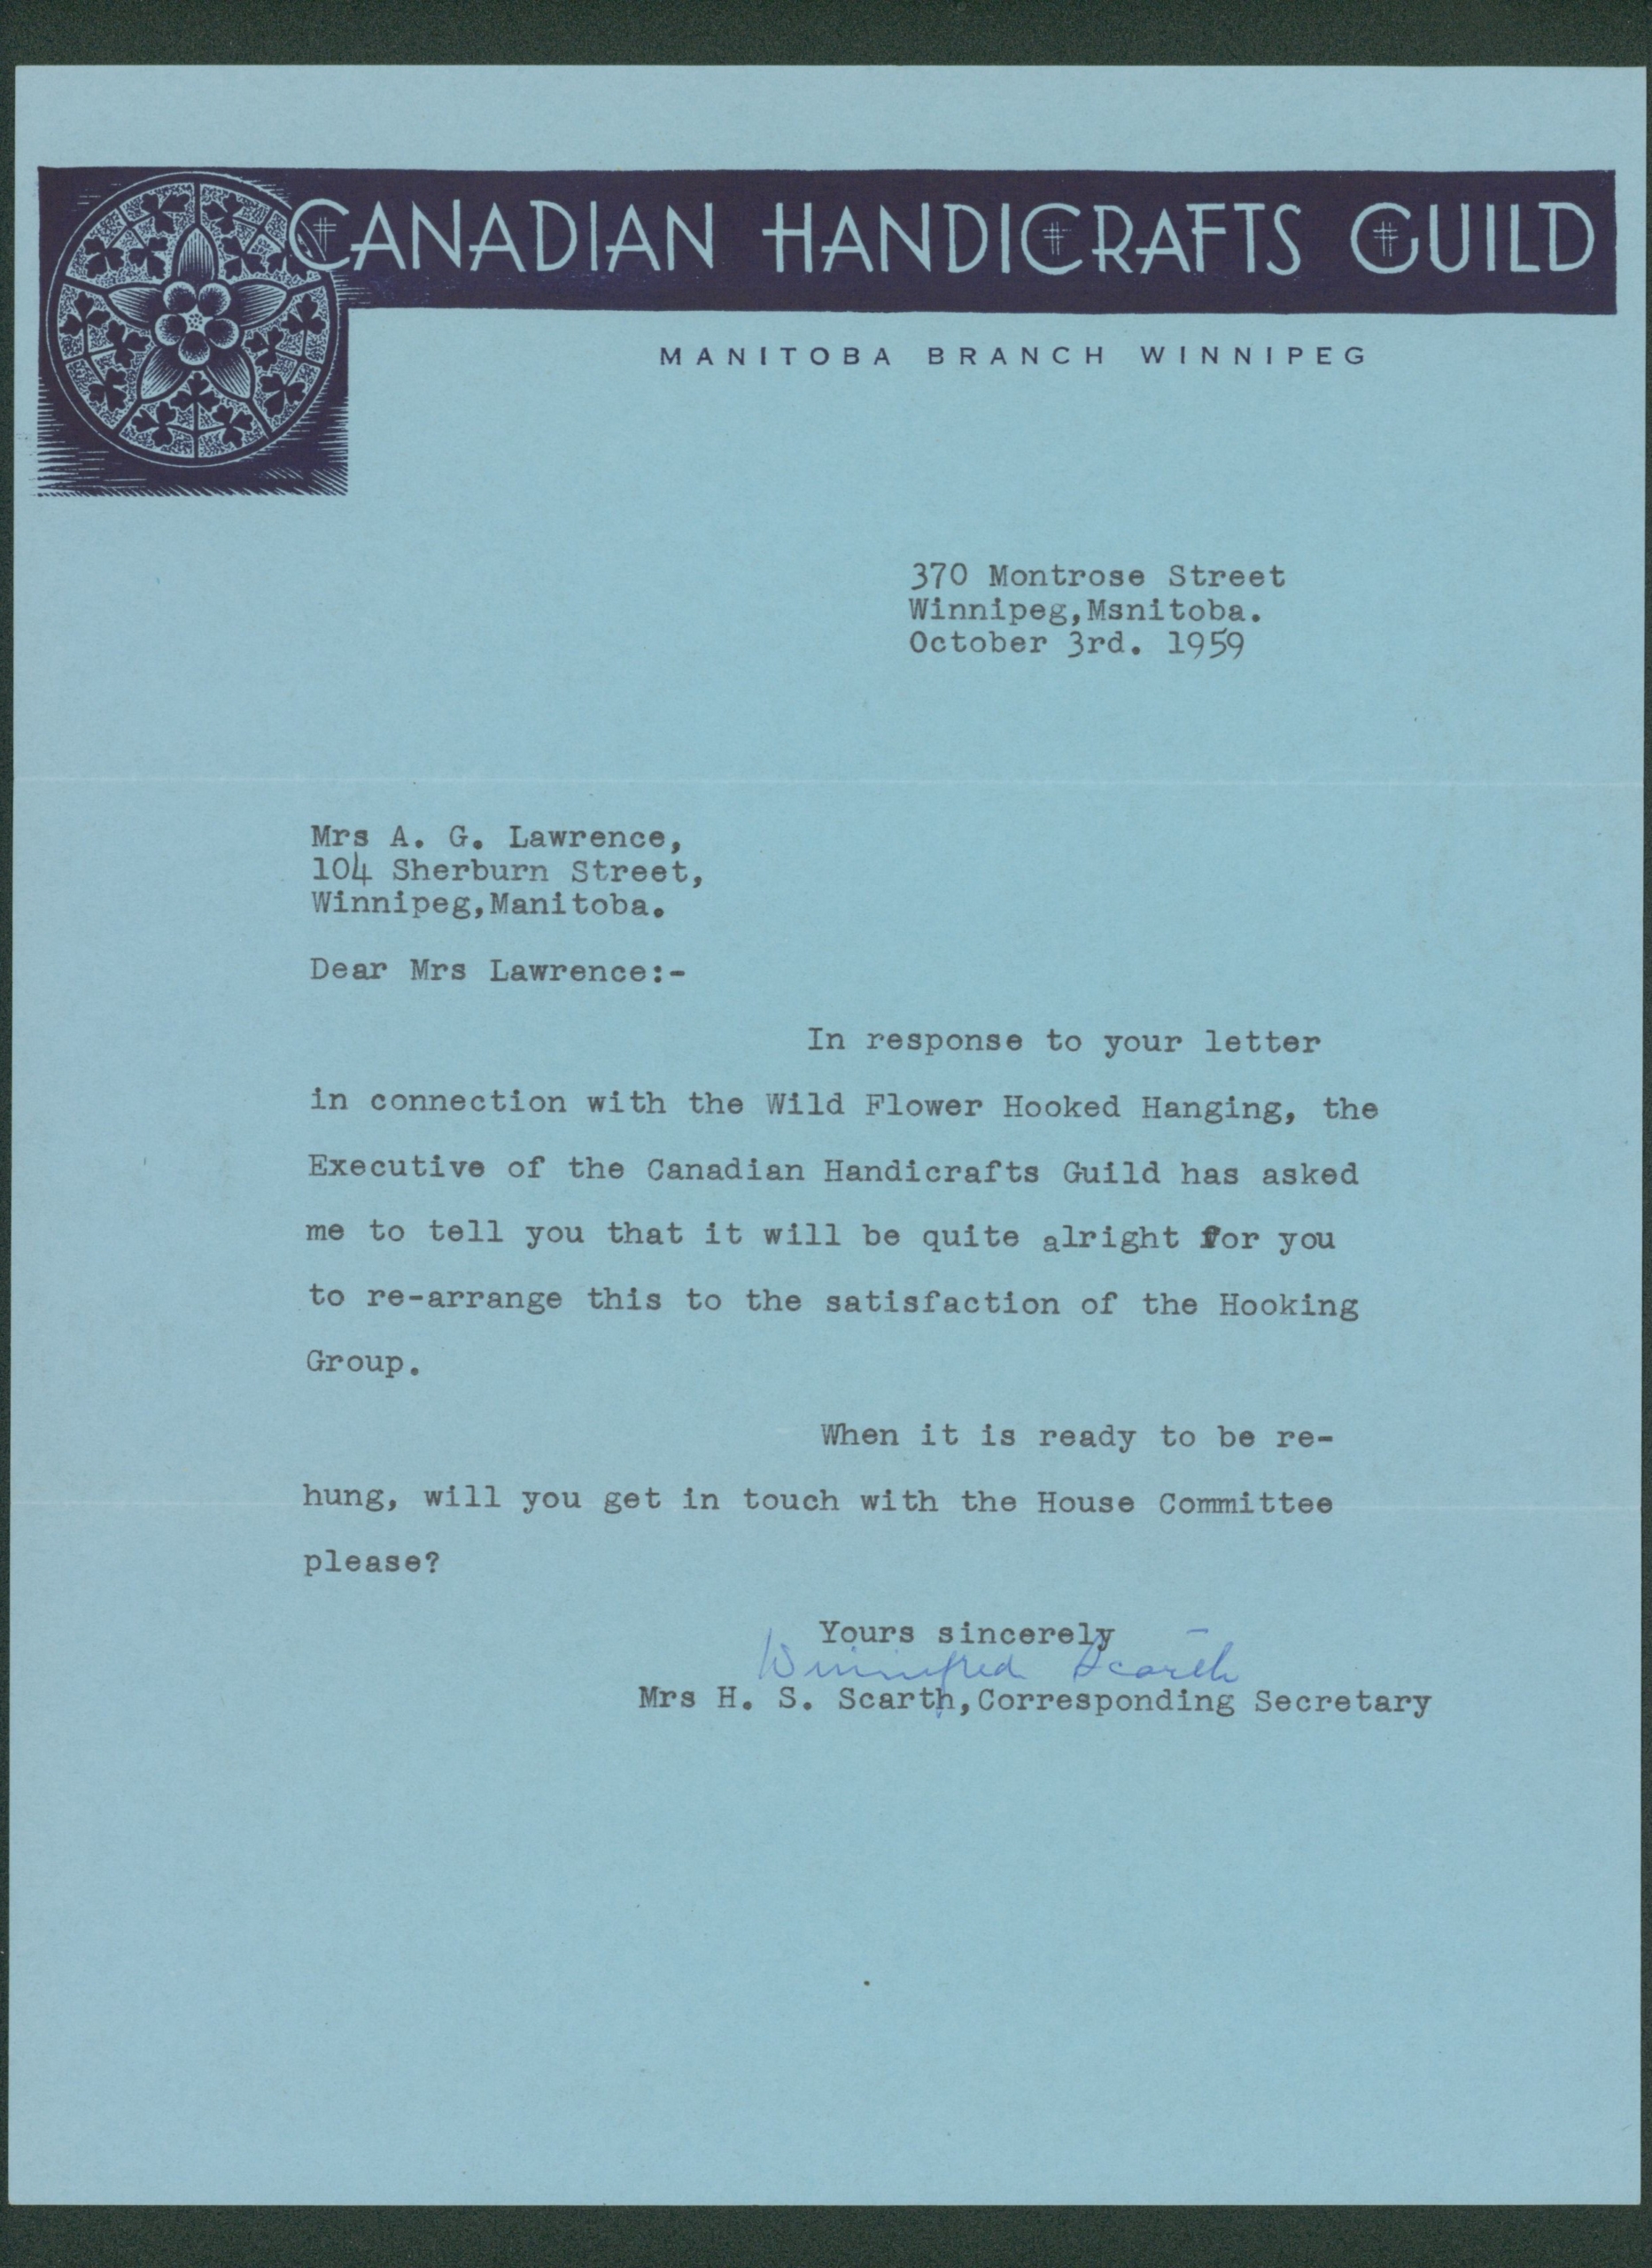 CANADIAN HANDICRAFTS GUILD
MANITOBA BRANCH WINNIPEG
370 Montrose Street
Winnipeg,Msnitoba.
October 3rd. 1959
Mrs A. G. Lawrence,
104 Sherburn Street,
Winnipeg,Manitoba.
Dear Mrs Lawrence:-
In response to your letter
in connection with the Wild Flower Hooked Hanging, the
Executive of the Canadian Handicrafts Guild has asked
me to tell you that it will be quite alright for you
to re-arrange this to the satisfaction of the Hooking
Group.
When it is ready to be re-
hung, will you get in touch with the House Committee
please?
Yours sincerely
Winnifred Scarth
Mrs H. S. Scarth,Corresponding Secretary